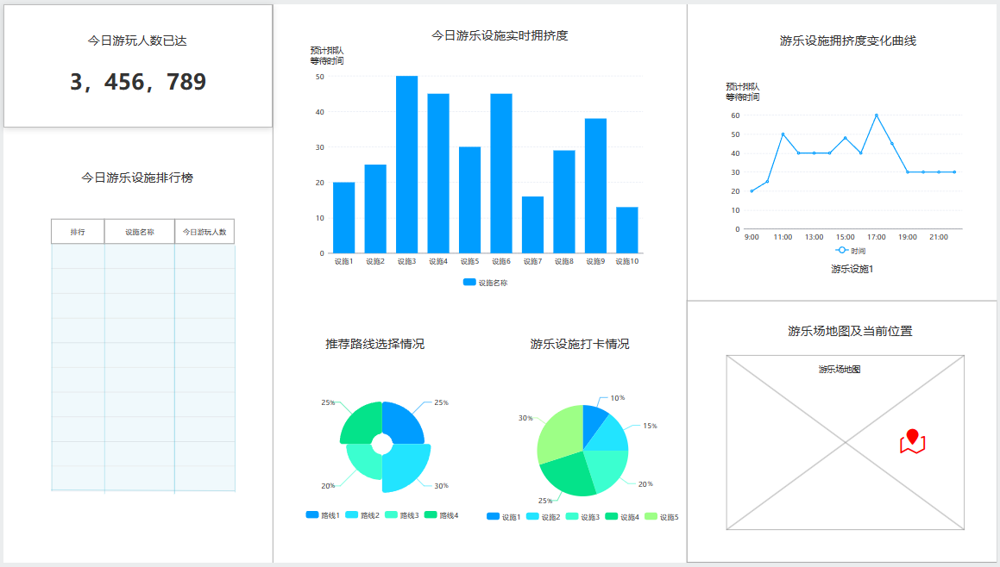 今日游玩人数已达
3，456，789
今日游乐设施排行榜
排行 设施名称 今日游玩人数
今日游乐设施实时拥挤度
预计排队
等待时间
50
40
30
20
10
0
设施1 设施2 设施3 设施4 设施5 设施6 设施7 设施8 设施9 设施10
设施名称
推荐路线选择情况
25% 25%
20% 30%
路线1 路线2 路线3 路线4
游乐设施打卡情况
10%
30% 15%
20%
25%
设施1 设施2 设施3 设施4 设施5
游乐设施拥挤度变化曲线
预计排队
等待时间
60
50
40
30
20
10
0
9:00 11:00 13:00 15:00 17:00 19:00 21:00
时间
游乐设施1
游乐场地图及当前位置
游乐场地图